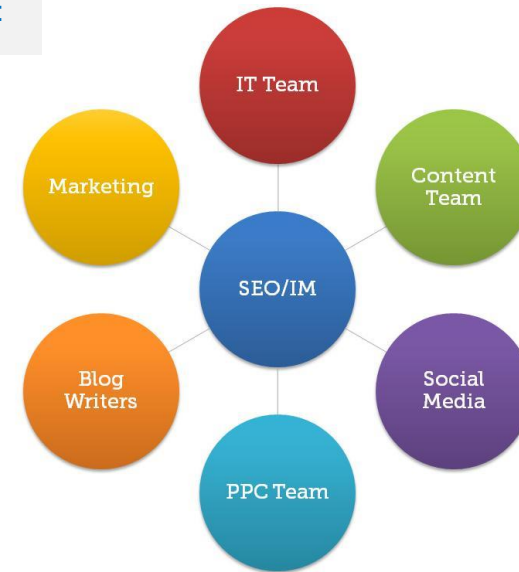 IT Team
Marketing
Content
Team
SEO/IM
Blog
Writers
Social
Media
PPC Team